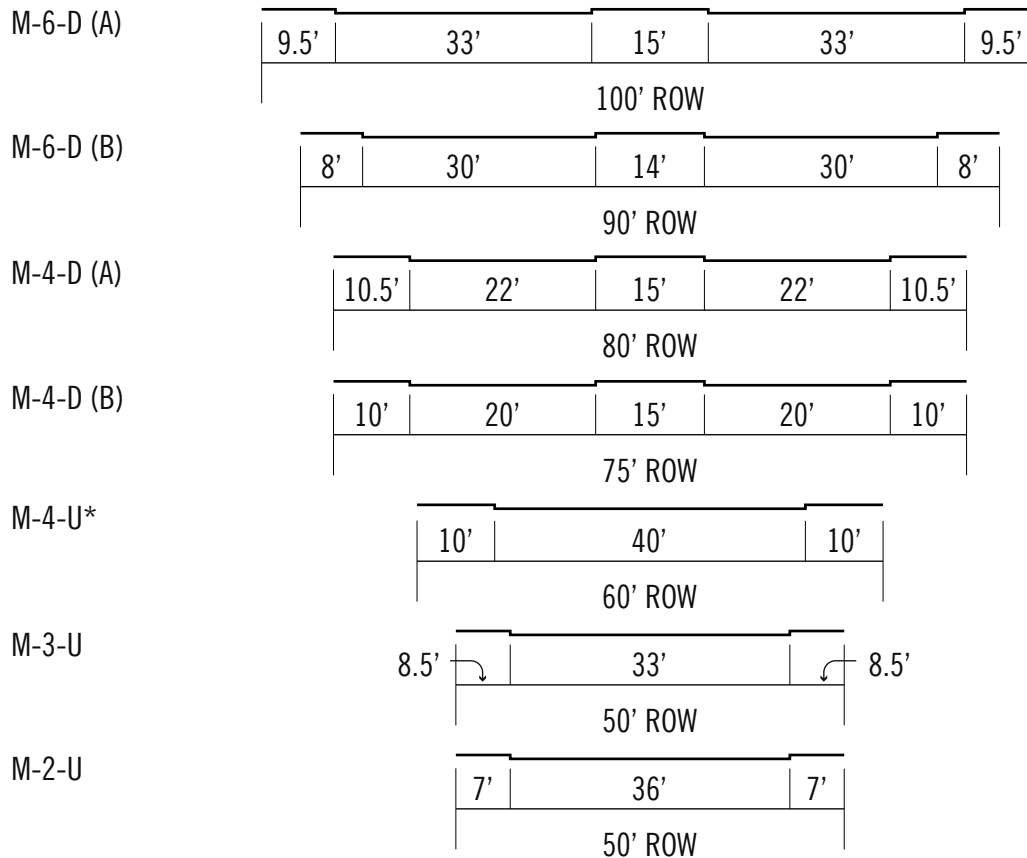 M-6-D (A)
9.5’ 33’ 15’ 33’ 9.5’
100’ ROW
M-6-D (B)
8’ 30’ 14’ 30’ 8’
90’ ROW
M-4-D (A)
10.5’ 22’ 15’ 22’ 10.5’
80’ ROW
M-4-D (B)
10’ 20’ 15’ 20’ 10’
75’ ROW
M-4-U*
10’ 40’ 10’
60’ ROW
M-3-U
8.5’ 33’ 8.5’
50’ ROW
M-2-U
7’ 36’ 7’
50’ ROW